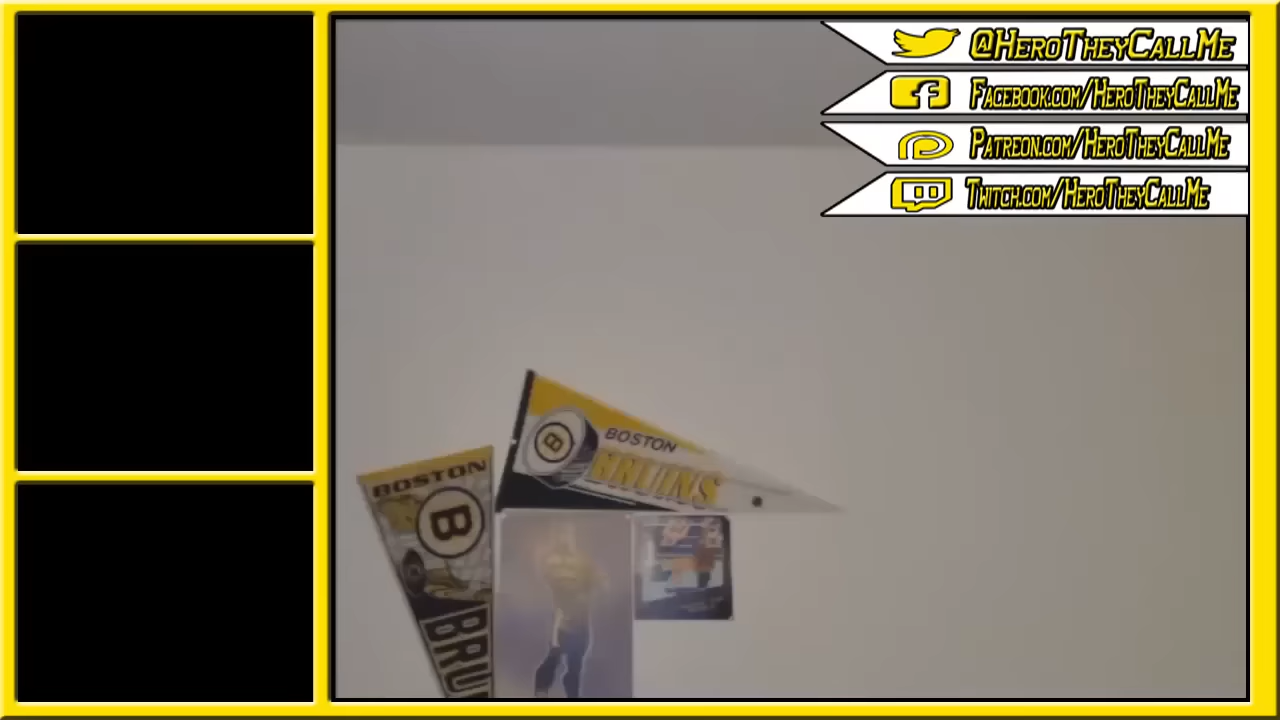 @HeroTheyCallMe
Facebook.com/HeroTheyCallMe
Patreon.com/HeroTheyCallMe
Twitch.com/HeroTheyCallMe
BOSTON
BRUINS
B
BOSTON
B
BRU